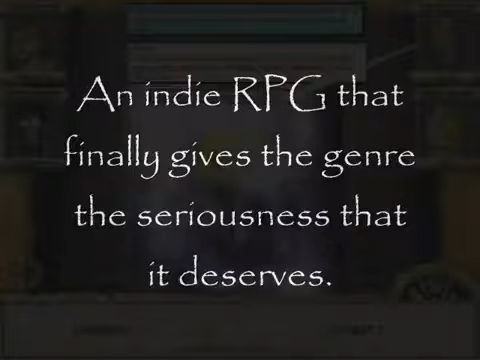 An indie RPG that
finally gives the genre
the seriousness that
it deserves.